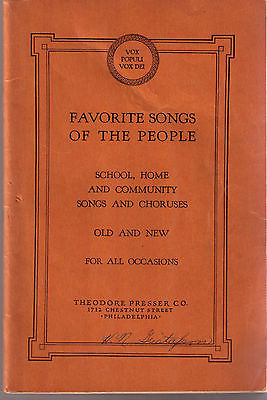 VOX
POPULI
VOX DEI
FAVORITE SONGS
OF THE PEOPLE
SCHOOL, HOME
AND COMMUNITY
SONGS AND CHORUSES
OLD AND NEW
FOR ALL OCCASIONS
THEODORE PRESSER CO.
1712 CHESTNUT STREET
·PHILADELPHIA·